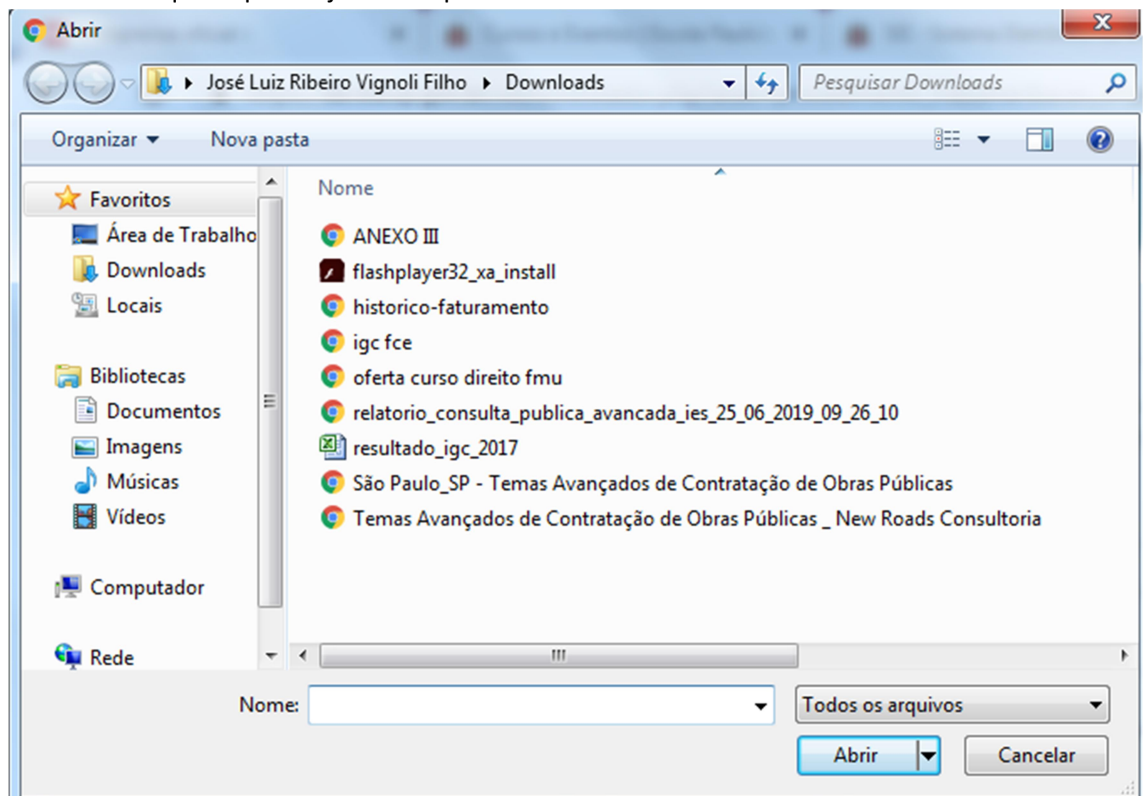 Abrir
José Luiz Ribeiro Vignoli Filho Downloads
Pesquisar Downloads
Organizar
Nova pasta
Favoritos
Área de Trabalho
Downloads
Locais
Bibliotecas
Documentos
Imagens
Músicas
Vídeos
Computador
Rede
Nome
ANEXO III
flashplayer32_xa_install
historico-faturamento
igc fce
oferta curso direito fmu
relatorio_consulta_publica_avancada_ies_25_06_2019_09_26_10
resultado_igc_2017
São Paulo_SP - Temas Avançados de Contratação de Obras Públicas
Temas Avançados de Contratação de Obras Públicas _ New Roads Consultoria
Nome:
Todos os arquivos
Abrir
Cancelar